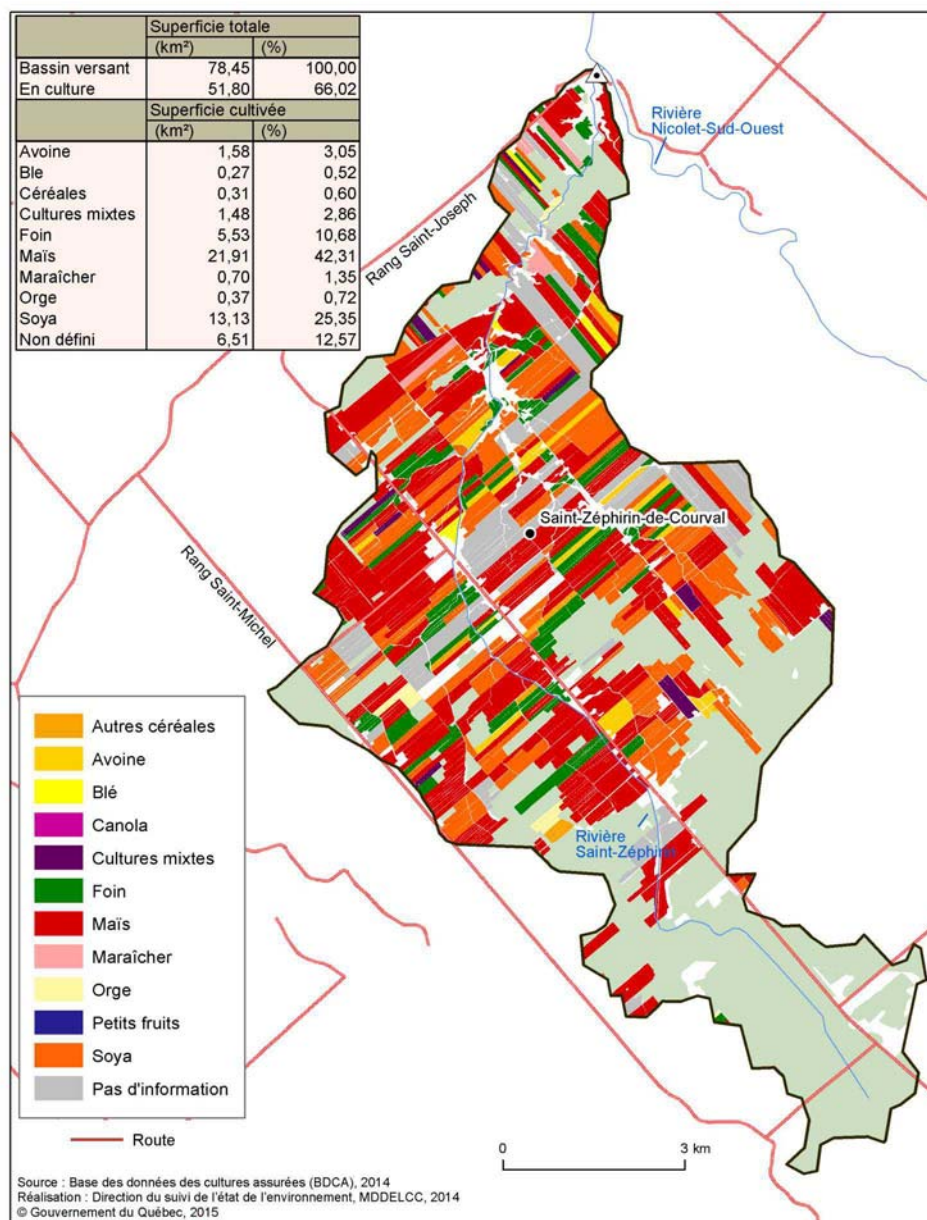 Superficie totale
(km²) (%)
Bassin versant 78,45 100,00
En culture 51,80 66,02
Superficie cultivée
(km²) (%)
Avoine 1,58 3,05
Ble 0,27 0,52
Céréales 0,31 0,60
Cultures mixtes 1,48 2,86
Foin 5,53 10,68
Maïs 21,91 42,31
Maraîcher 0,70 1,35
Orge 0,37 0,72
Soya 13,13 25,35
Non défini 6,51 12,57
Rivière
Nicolet-Sud-Ouest
Rang Saint-Joseph
Saint-Zéphirin-de-Courval
Rang Saint-Michel
Rivière
Saint-Zéphirin
Autres céréales
Avoine
Blé
Canola
Cultures mixtes
Foin
Maïs
Maraîcher
Orge
Petits fruits
Soya
Pas d'information
Route
0 3 km
Source : Base des données des cultures assurées (BDCA), 2014
Réalisation : Direction du suivi de l'état de l'environnement, MDDELCC, 2014
© Gouvernement du Québec, 2015